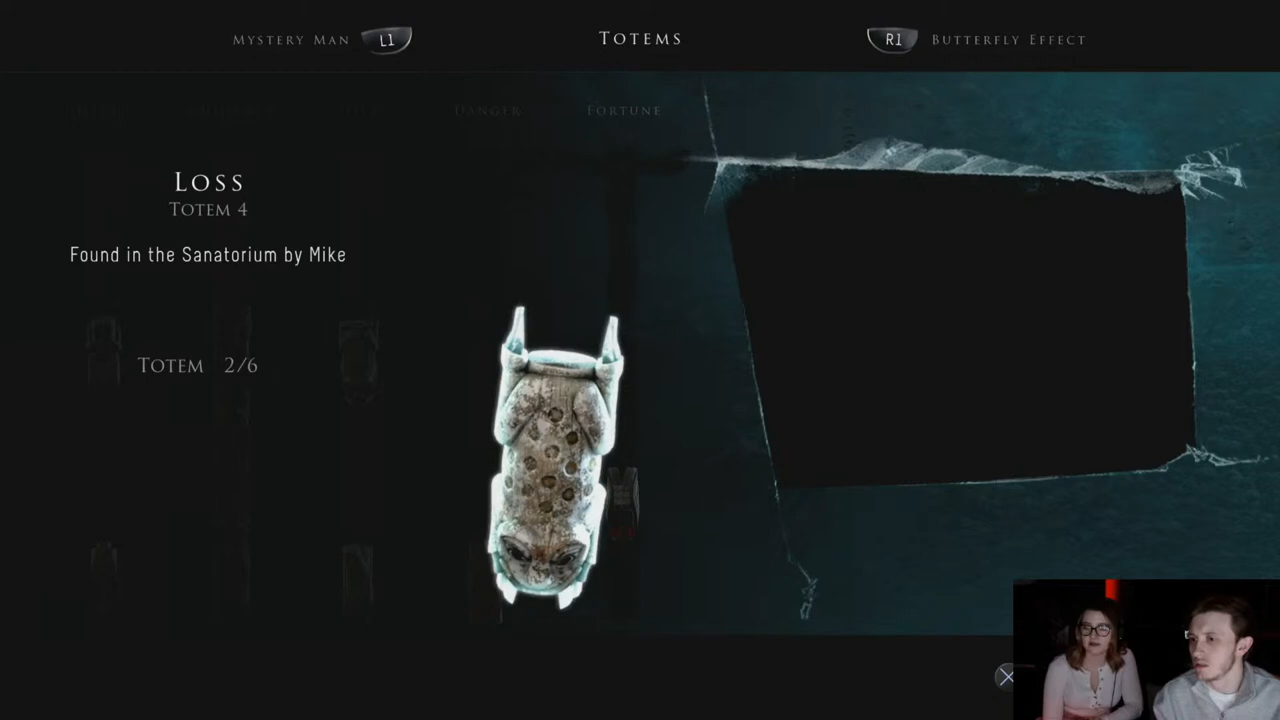 Mystery Man L1 Totems R1 Butterfly Effect
Danger Fortune
Loss
Totem 4
Found in the Sanatorium by Mike
Totem 2/6